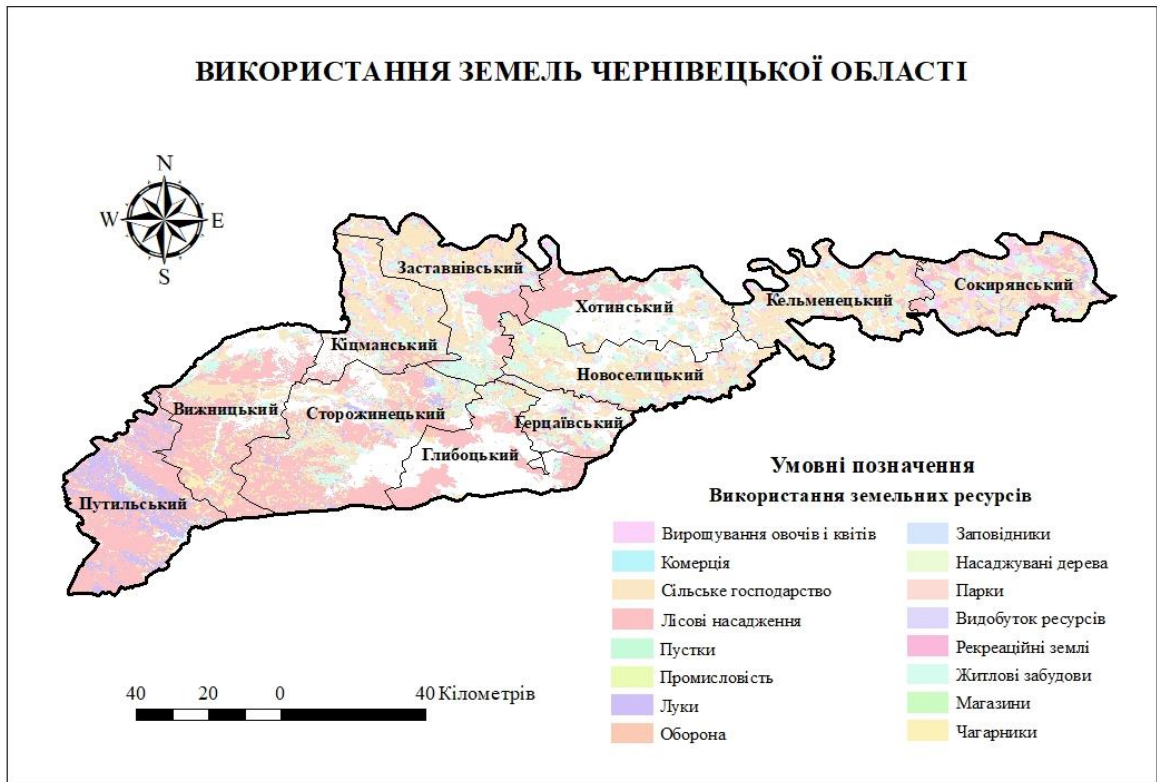 ВИКОРИСТАННЯ ЗЕМЕЛЬ ЧЕРНІВЕЦЬКОЇ ОБЛАСТІ
N
W E
S
Заставнівський
Хотинський
Кельменецький
Сокирянський
Кіцманський
Новоселицький
Вижницький
Сторожинецький
Герцаївський
Глибоцький
Путильський
Умовні позначення
Використання земельних ресурсів
Вирощування овочів і квітів
Комерція
Сільське господарство
Лісові насадження
Пустки
Промисловість
Луки
Оборона
Заповідники
Насаджувані дерева
Парки
Видобуток ресурсів
Рекреаційні землі
Житлові забудови
Магазини
Чагарники
40 20 0 40 Кілометрів